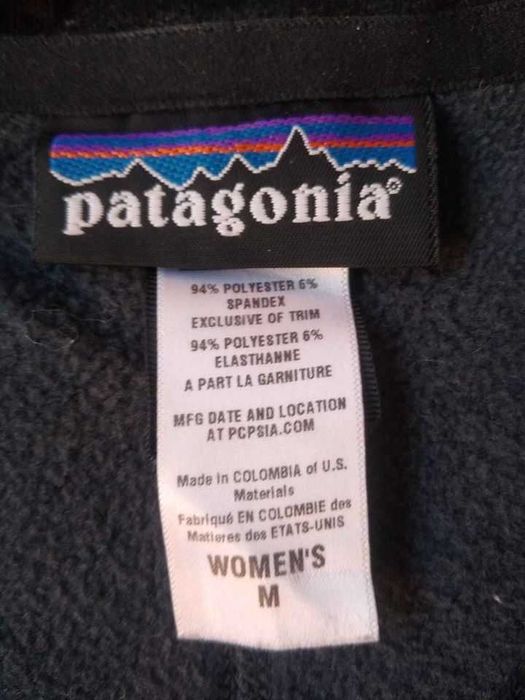 patagonia®
94% POLYESTER 6%
SPANDEX
EXCLUSIVE OF TRIM
94% POLYESTER 6%
ELASTHANNE
A PART LA GARNITURE
MFG DATE AND LOCATION
AT PCPSIA.COM
Made in COLOMBIA of U.S.
Materials
Fabriqué EN COLOMBIE des
Matieres des ETATS-UNIS
WOMEN'S
M